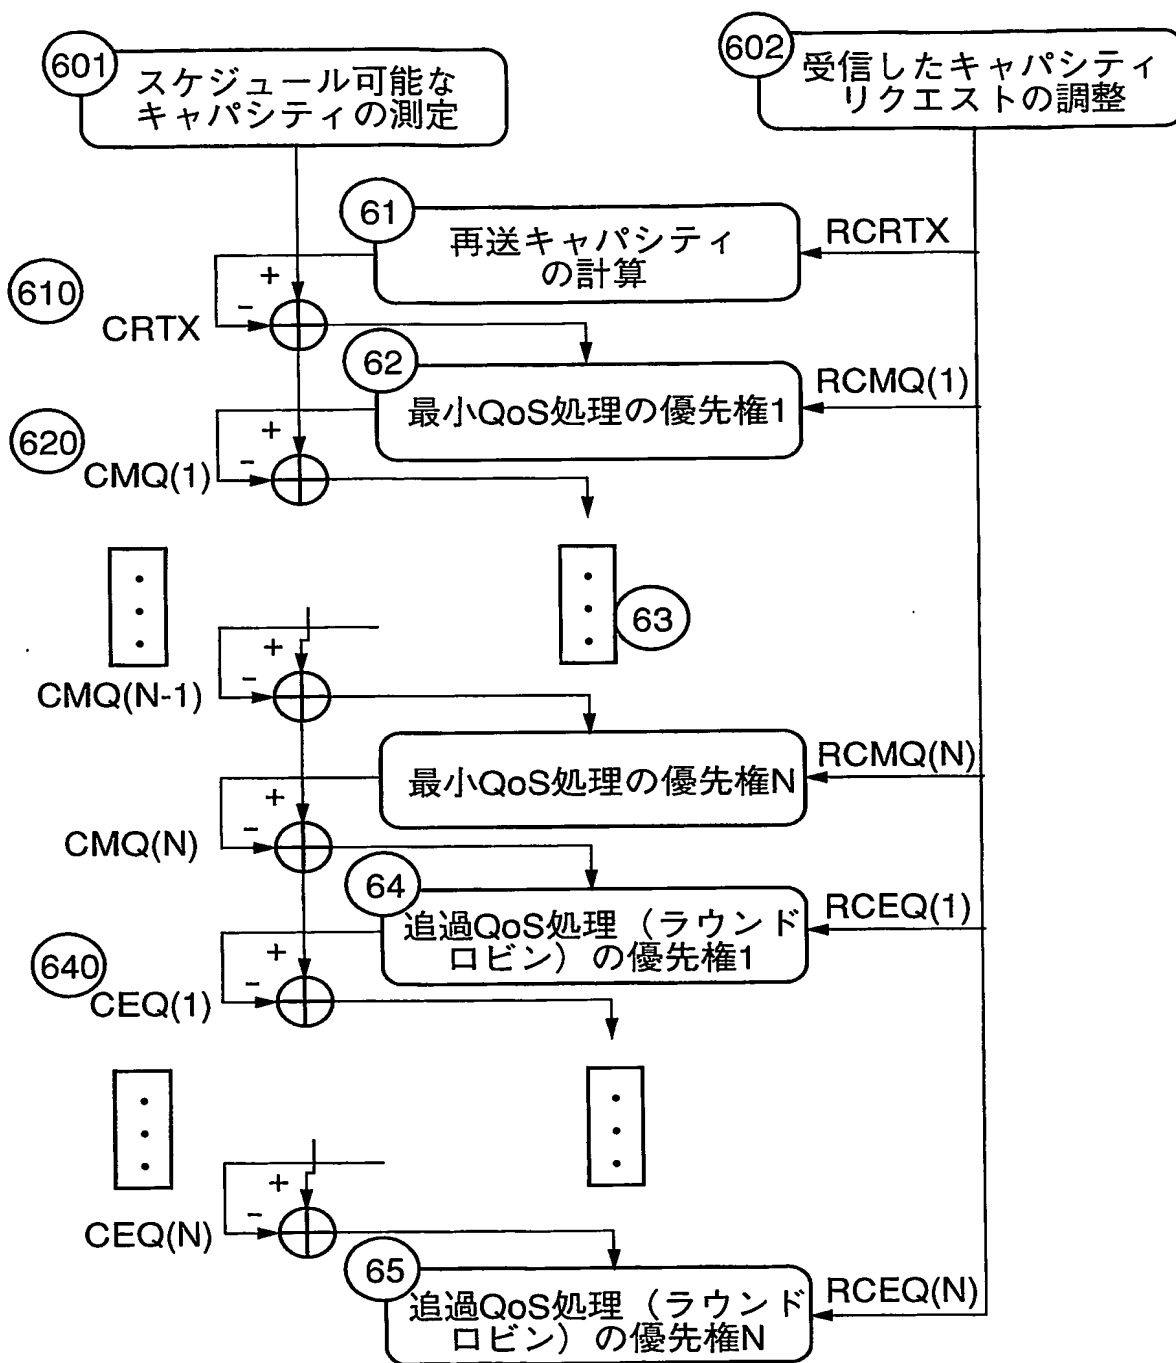 601
スケジュール可能な
キャパシティの測定
602
受信したキャパシティ
リクエストの調整
61
再送キャパシティ
の計算
RCRTX
610
+
-
CRTX
62
最小QoS処理の優先権1
RCMQ(1)
620
+
-
CMQ(1)
63
+
-
CMQ(N-1)
最小QoS処理の優先権N
RCMQ(N)
+
-
CMQ(N)
64
追過QoS処理（ラウンド
ロビン）の優先権1
RCEQ(1)
640
+
-
CEQ(1)
+
-
CEQ(N)
65
追過QoS処理（ラウンド
ロビン）の優先権N
RCEQ(N)